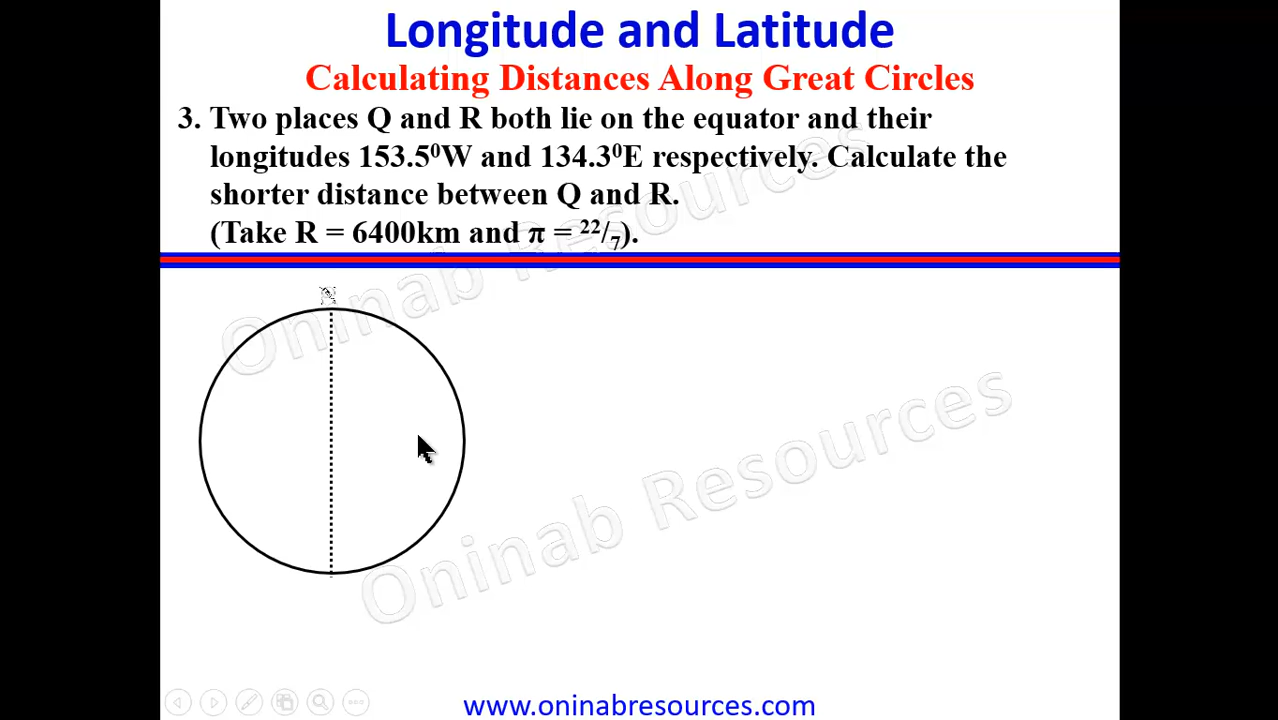 Longitude and Latitude
Calculating Distances Along Great Circles
3. Two places Q and R both lie on the equator and their
longitudes 153.5⁰W and 134.3⁰E respectively. Calculate the
shorter distance between Q and R.
(Take R = 6400km and π = ²²/₇).
N
Oninab Resources
Oninab Resources
www.oninabresources.com